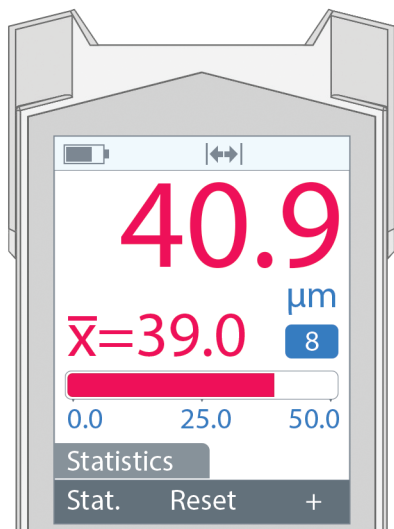 40.9
μm
x̄=39.0
8
0.0 25.0 50.0
Statistics
Stat. Reset +